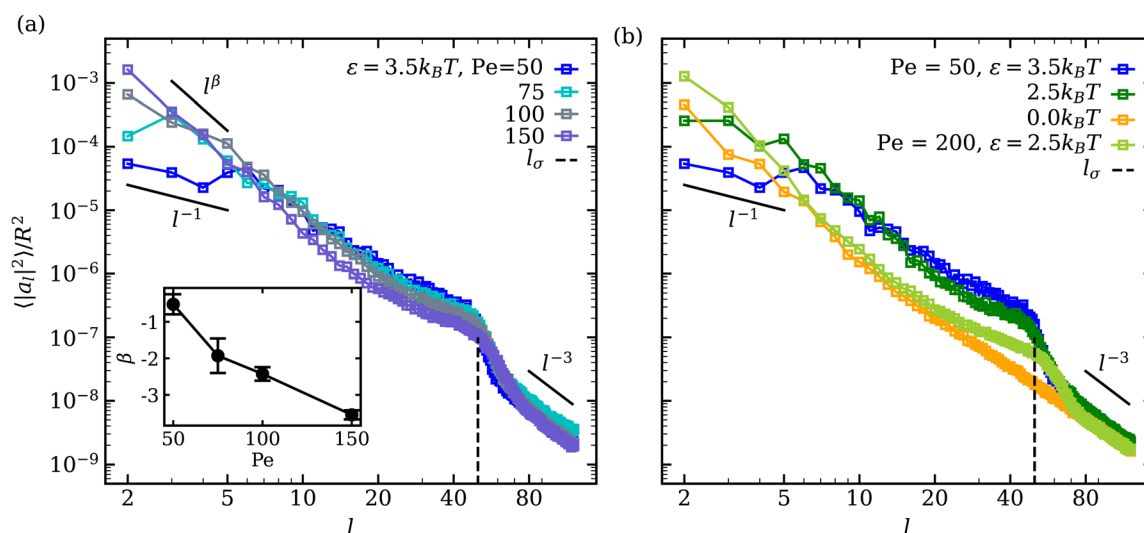 (a)
(b)
⟨|a_l|²⟩/R²
10⁻³
10⁻⁴
10⁻⁵
10⁻⁶
10⁻⁷
10⁻⁸
10⁻⁹
ε = 3.5k_BT, Pe=50
75
100
150
l_σ
l^β
l⁻¹
l⁻³
β
-1
-2
-3
50 100 150
Pe
2 5 10 20 40 80
l
Pe = 50, ε = 3.5k_BT
2.5k_BT
0.0k_BT
Pe = 200, ε = 2.5k_BT
l_σ
l⁻¹
l⁻³
2 5 10 20 40 80
l